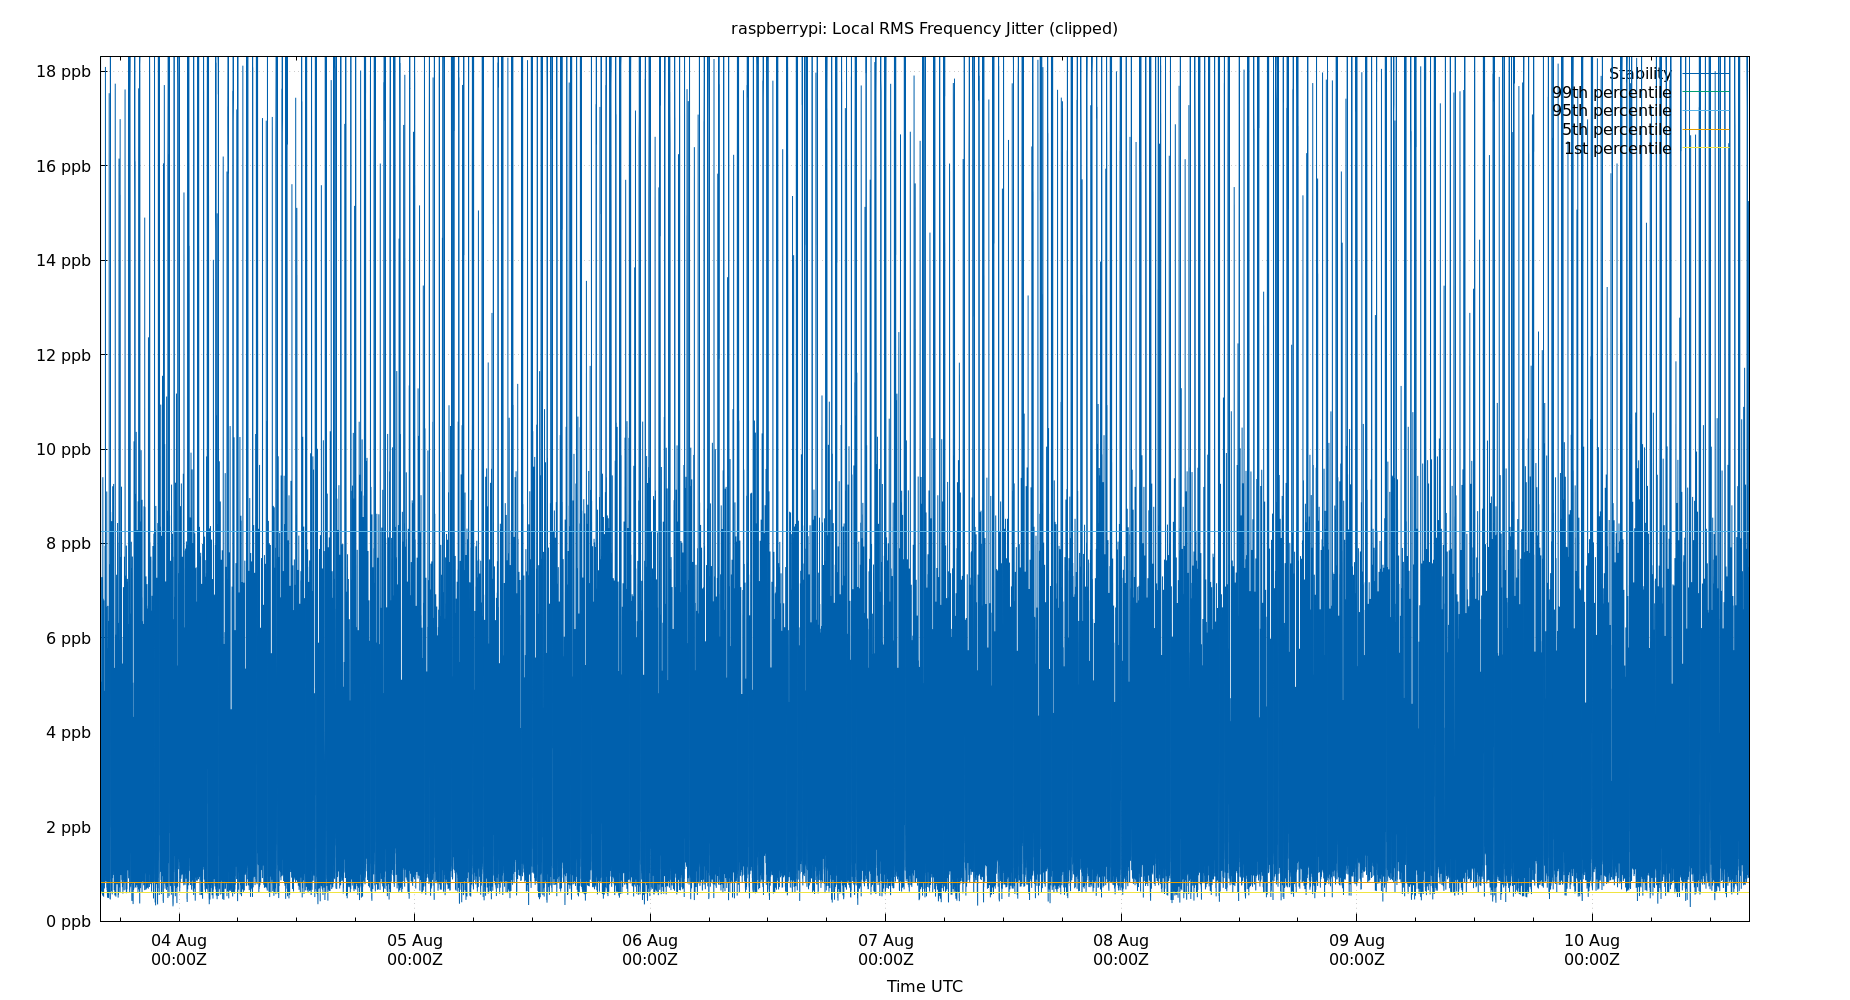 raspberrypi: Local RMS Frequency Jitter (clipped)
18 ppb
16 ppb
14 ppb
12 ppb
10 ppb
8 ppb
6 ppb
4 ppb
2 ppb
0 ppb
Stability
99th percentile
95th percentile
5th percentile
1st percentile
04 Aug
00:00Z
05 Aug
00:00Z
06 Aug
00:00Z
07 Aug
00:00Z
08 Aug
00:00Z
09 Aug
00:00Z
10 Aug
00:00Z
Time UTC